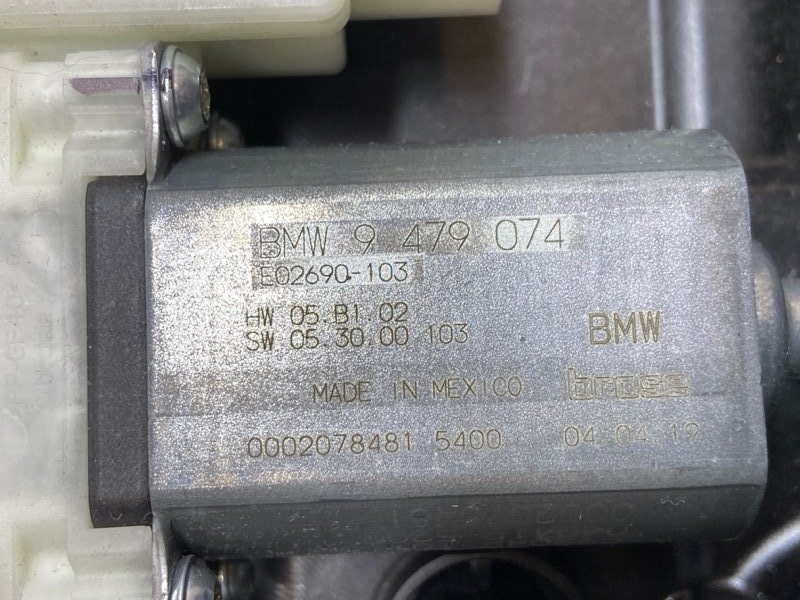 BMW 9 479 074
E02690-103
HW 05.B1.02
SW 05.30.00 103
BMW
MADE IN MEXICO
brose
0002078481 5400
04.04.19